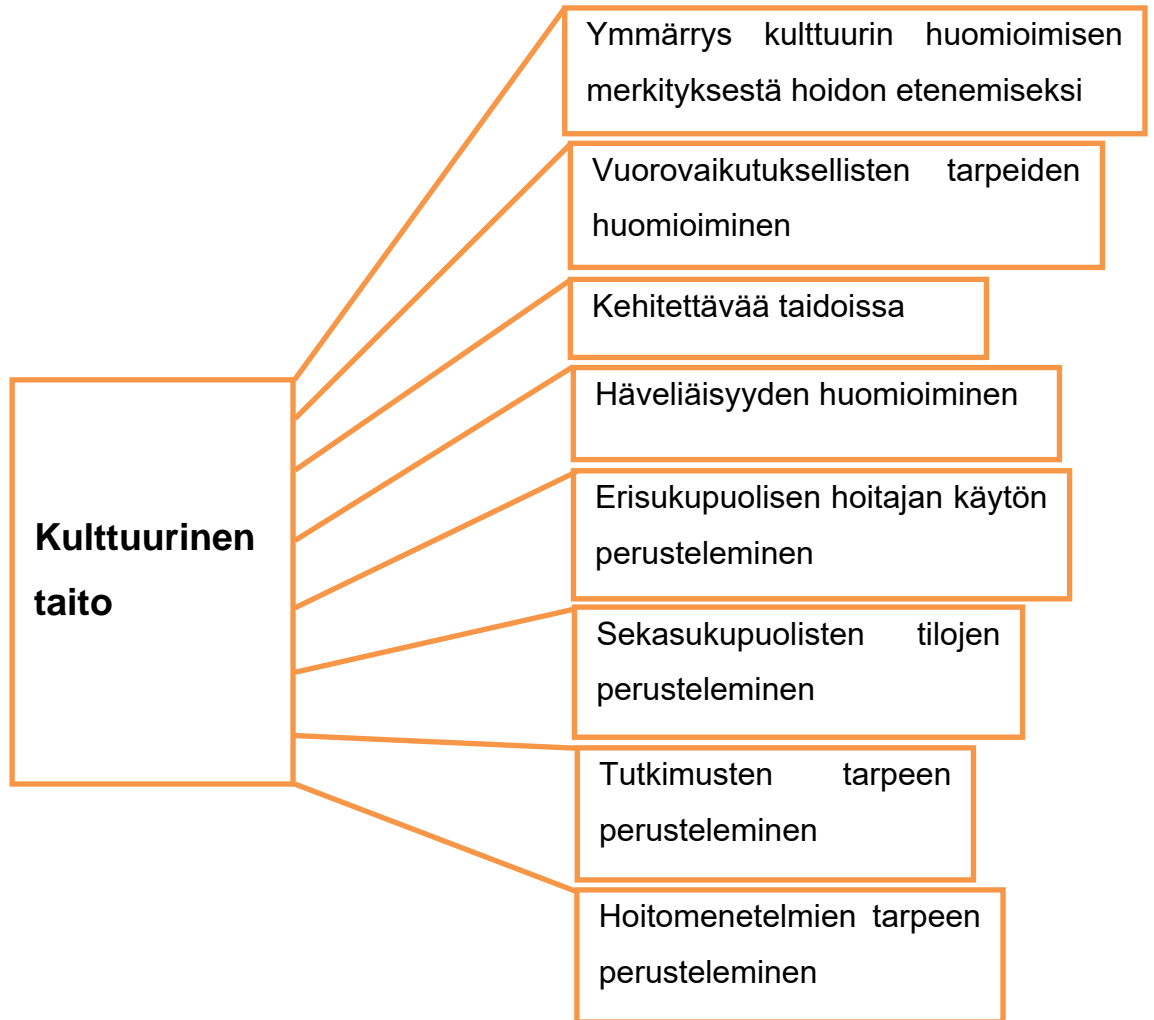 Ymmärrys kulttuurin huomioimisen
merkityksestä hoidon etenemiseksi
Vuorovaikutuksellisten tarpeiden
huomioiminen
Kehitettävää taidoissa
Häveliäisyyden huomioiminen
Erisukupuolisen hoitajan käytön
perusteleminen
Kulttuurinen
taito
Sekasukupuolisten tilojen
perusteleminen
Tutkimusten tarpeen
perusteleminen
Hoitomenetelmien tarpeen
perusteleminen